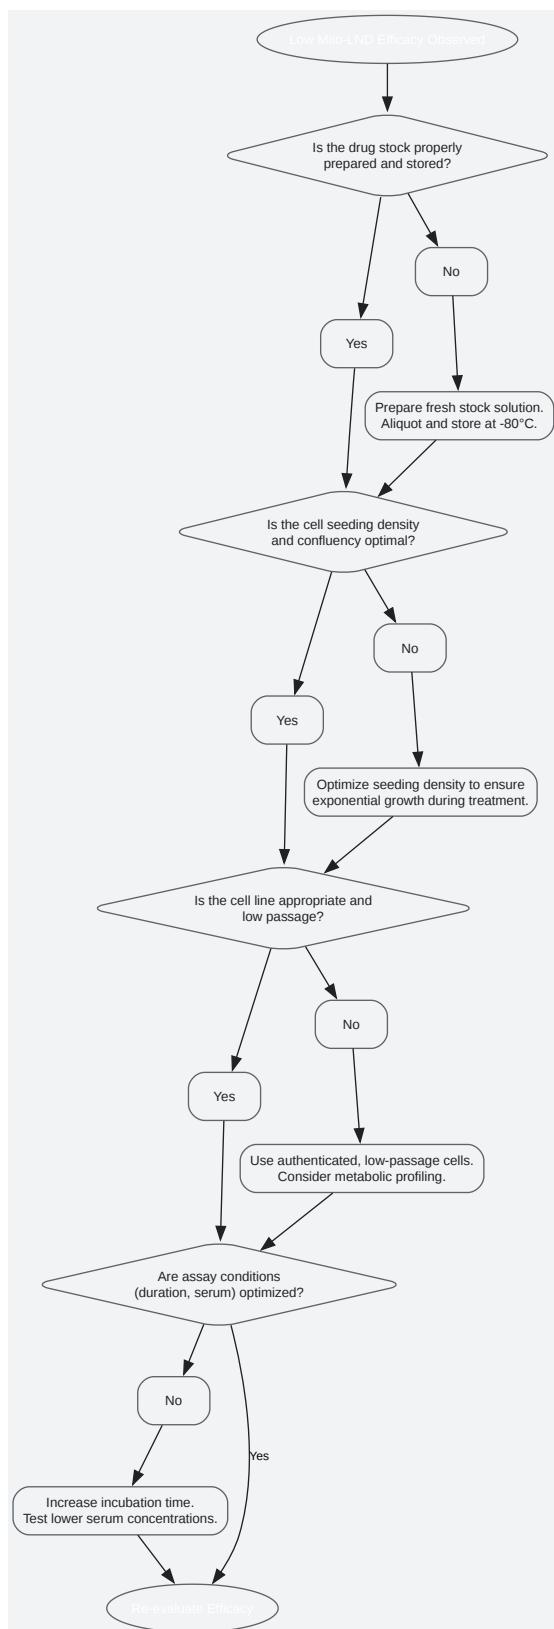 Low Mito-LND Efficacy Observed
Is the drug stock properly
prepared and stored?
No
Yes
Prepare fresh stock solution.
Aliquot and store at -80°C.
Is the cell seeding density
and confluency optimal?
No
Yes
Optimize seeding density to ensure
exponential growth during treatment.
Is the cell line appropriate and
low passage?
No
Yes
Use authenticated, low-passage cells.
Consider metabolic profiling.
Are assay conditions
(duration, serum) optimized?
No
Yes
Increase incubation time.
Test lower serum concentrations.
Re-evaluate Efficacy